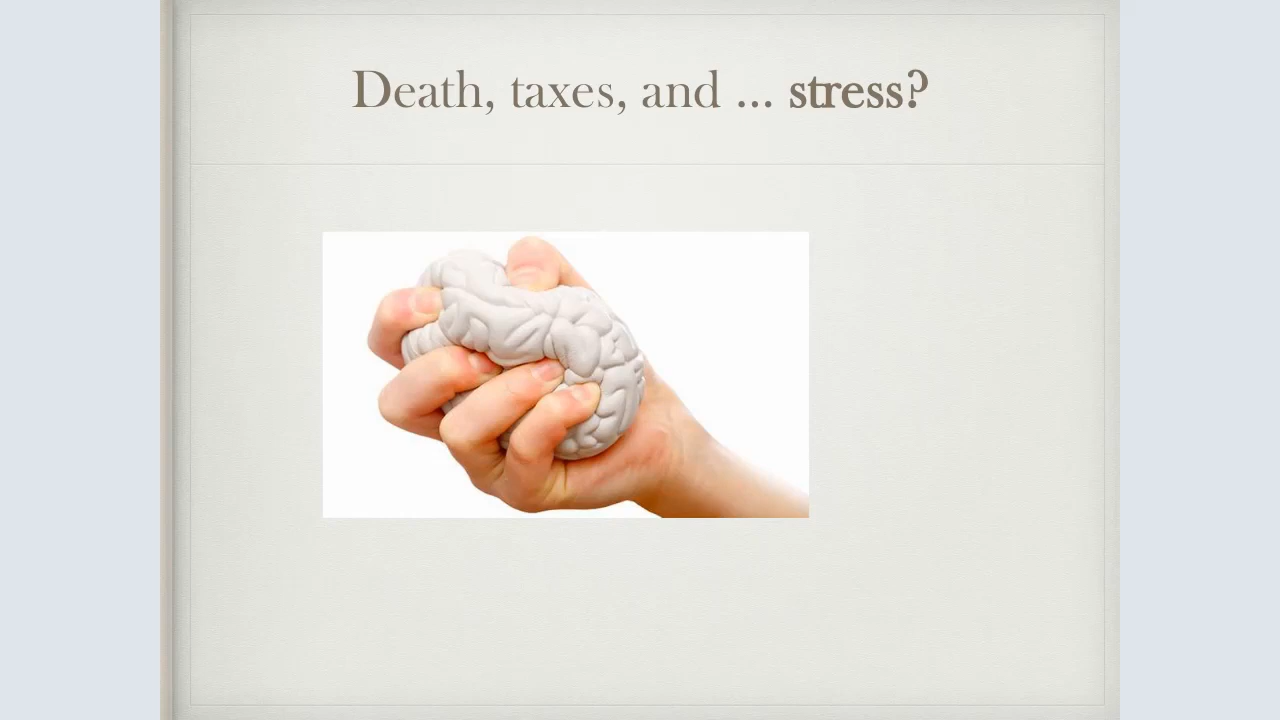 Death, taxes, and ... stress?